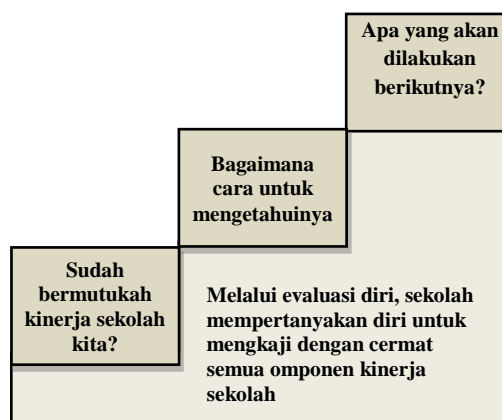 Apa yang akan
dilakukan
berikutnya?
Bagaimana
cara untuk
mengetahuinya
Sudah
bermutukah
kinerja sekolah
kita?
Melalui evaluasi diri, sekolah
mempertanyakan diri untuk
mengkaji dengan cermat
semua omponen kinerja
sekolah